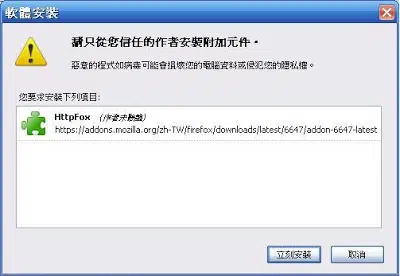 軟體安裝
請只從您信任的作者安裝附加元件。
惡意的程式如病毒可能會損壞您的電腦資料或侵犯您的隱私權。
您要求安裝下列項目:
HttpFox (作者未驗證)
https://addons.mozilla.org/zh-TW/firefox/downloads/latest/6647/addon-6647-latest
立刻安裝 取消